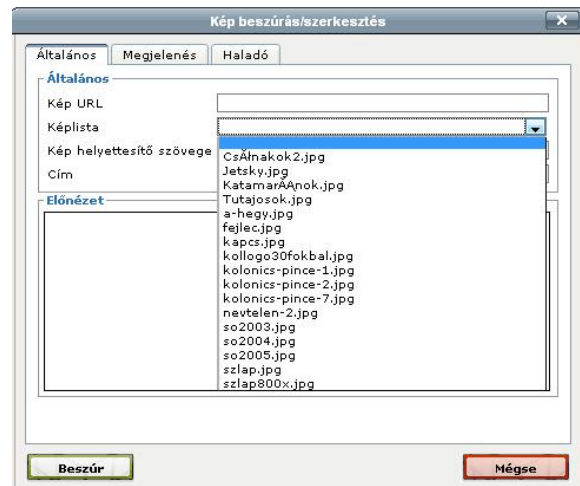 Kép beszúrás/szerkesztés
Általános Megjelenés Haladó
Általános
Kép URL
Képlista
Kép helyettesítő szövege
Cím
CsĂłnakok2.jpg
Jetsky.jpg
KatamarĂĄnok.jpg
Tutajosok.jpg
a-hegy.jpg
fejlec.jpg
kapcs.jpg
kollogo30fokbal.jpg
kolonics-pince-1.jpg
kolonics-pince-2.jpg
kolonics-pince-7.jpg
nevtelen-2.jpg
so2003.jpg
so2004.jpg
so2005.jpg
szlap.jpg
szlap800x.jpg
Előnézet
Beszúr Mégse